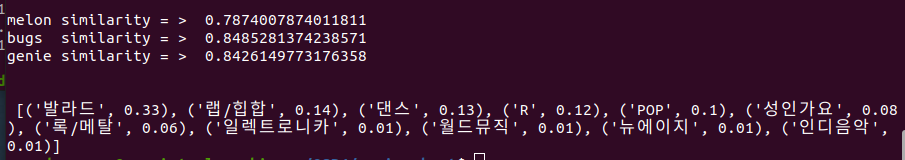 melon similarity = >  0.7874007874011811
bugs  similarity = >  0.8485281374238571
genie similarity = >  0.8426149773176358
[('발라드', 0.33), ('랩/힙합', 0.14), ('댄스', 0.13), ('R', 0.12), ('POP', 0.1), ('성인가요', 0.08
), ('록/메탈', 0.06), ('일렉트로니카', 0.01), ('월드뮤직', 0.01), ('뉴에이지', 0.01), ('인디음악',
0.01)]